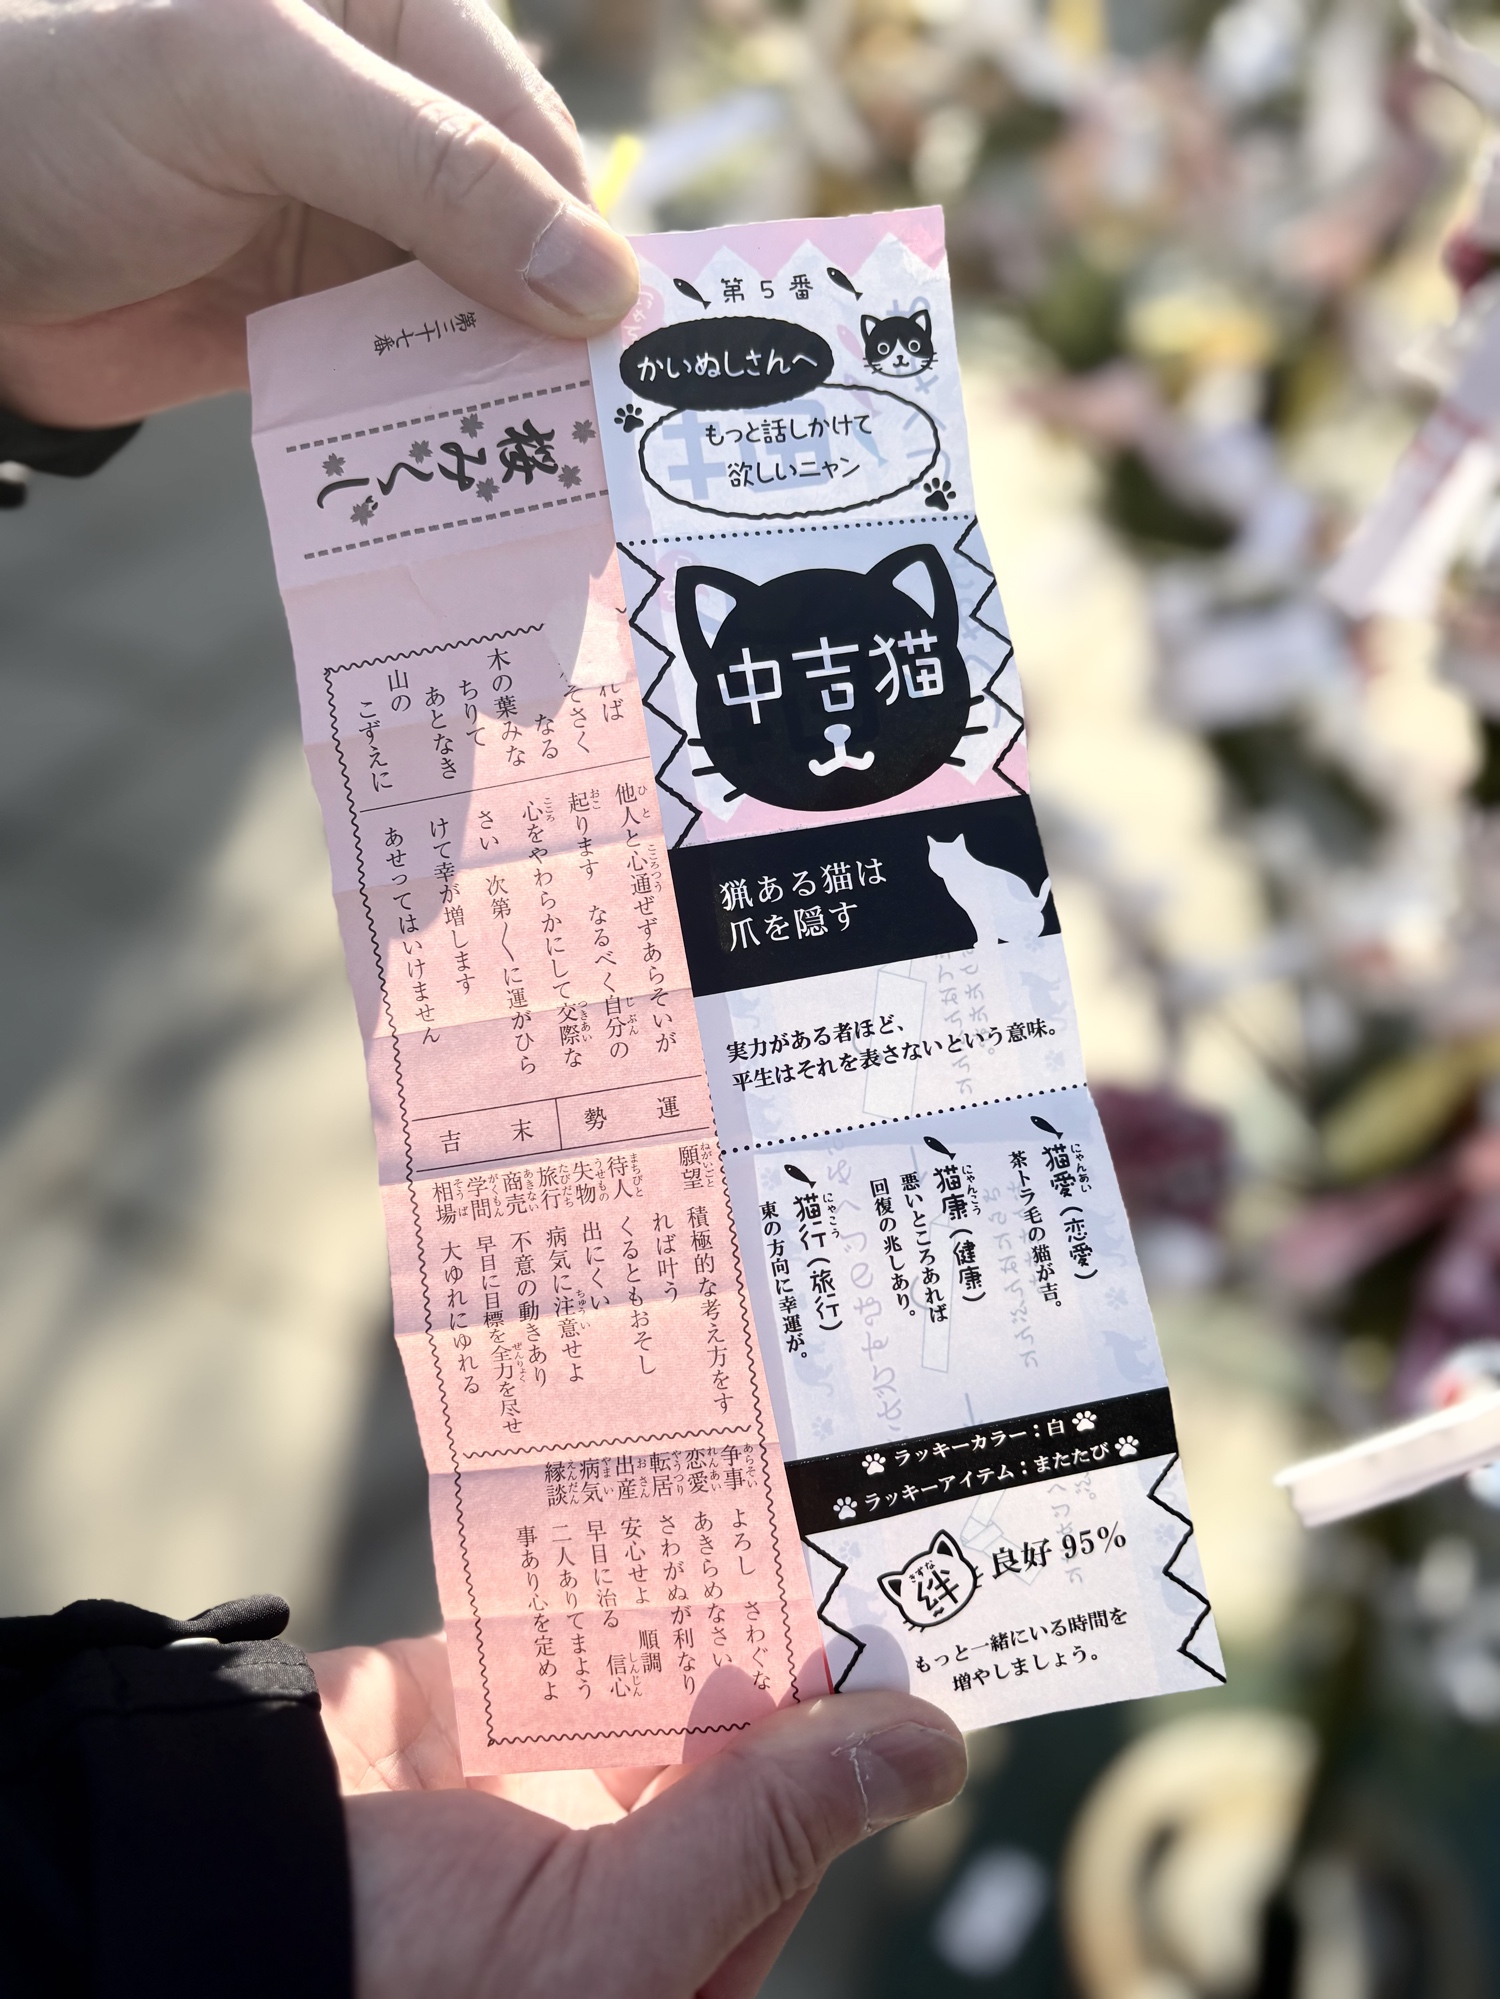 第三十七番
桜みくじ
れば
そさく
なる
木の葉みな
ちりて
あとなき
山の
こずえに
他人と心通ぜずあらそいが
起ります なるべく自分の
心をやわらかにして交際な
さい 次第〳〵に運がひら
けて幸が増します
あせってはいけません
運勢 末吉
願望 積極的な考え方をす
れば叶う
待人 くるともおそし
失物 出にくい
旅行 病気に注意せよ
商売 不意の動きあり
学問 早目に目標を全力を尽せ
相場 大ゆれにゆれる
争事 よろし さわぐな
恋愛 あきらめなさい
転居 さわがぬが利なり
出産 安心せよ 順調
病気 早目に治る 信心
縁談 二人ありてまよう
事あり心を定めよ
第5番
かいぬしさんへ
もっと話しかけて
欲しいニャン
中吉猫
猟ある猫は
爪を隠す
実力がある者ほど、
平生はそれを表さないという意味。
猫愛(恋愛)
茶トラ毛の猫が吉。
猫康(健康)
悪いところあれば
回復の兆しあり。
猫行(旅行)
東の方向に幸運が。
ラッキーカラー:白
ラッキーアイテム:またたび
絆 良好 95%
もっと一緒にいる時間を
増やしましょう。